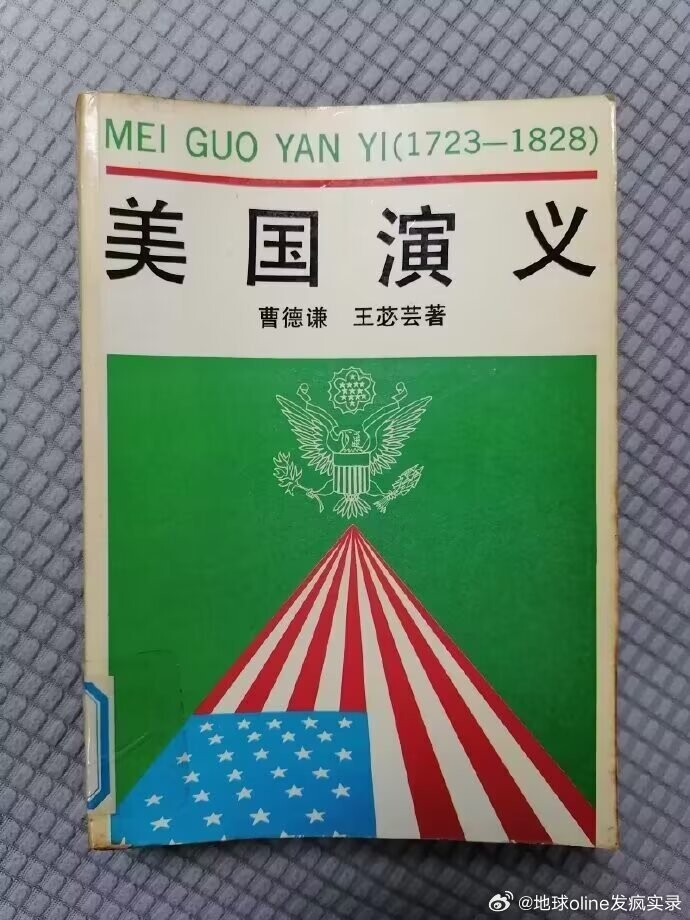 MEI GUO YAN YI(1723—1828)
美国演义
曹德谦 王苾芸著
@地球oline发疯实录